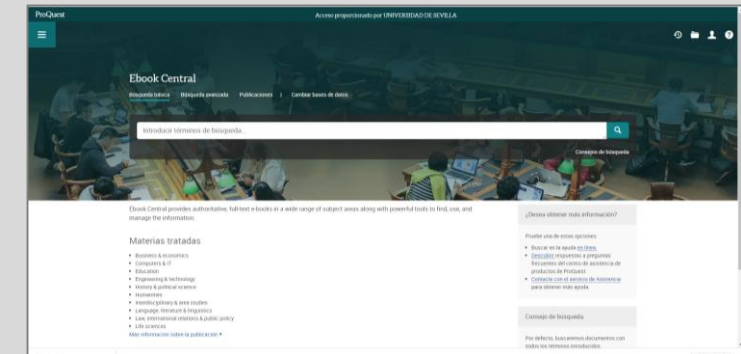 ProQuest
Acceso proporcionado por UNIVERSIDAD DE SEVILLA
Ebook Central
Búsqueda básica Búsqueda avanzada Publicaciones | Cambiar bases de datos
Introducir términos de búsqueda...
Consejos de búsqueda
Ebook Central provides authoritative, full-text e-books in a wide range of subject areas along with powerful tools to find, use, and
manage the information.
Materias tratadas
Business & economics
Computers & IT
Education
Engineering & technology
History & political science
Humanities
Interdisciplinary & area studies
Language, literature & linguistics
Law, international relations & public policy
Life sciences
Más información sobre la publicación
¿Desea obtener más información?
Pruebe una de estas opciones:
Buscar en la ayuda en línea.
Descubrir respuestas a preguntas
frecuentes del centro de asistencia de
productos de ProQuest.
Contacte con el servicio de Asistencia
para obtener más ayuda.
Consejo de búsqueda
Por defecto, buscaremos documentos con
todos los términos introducidos.